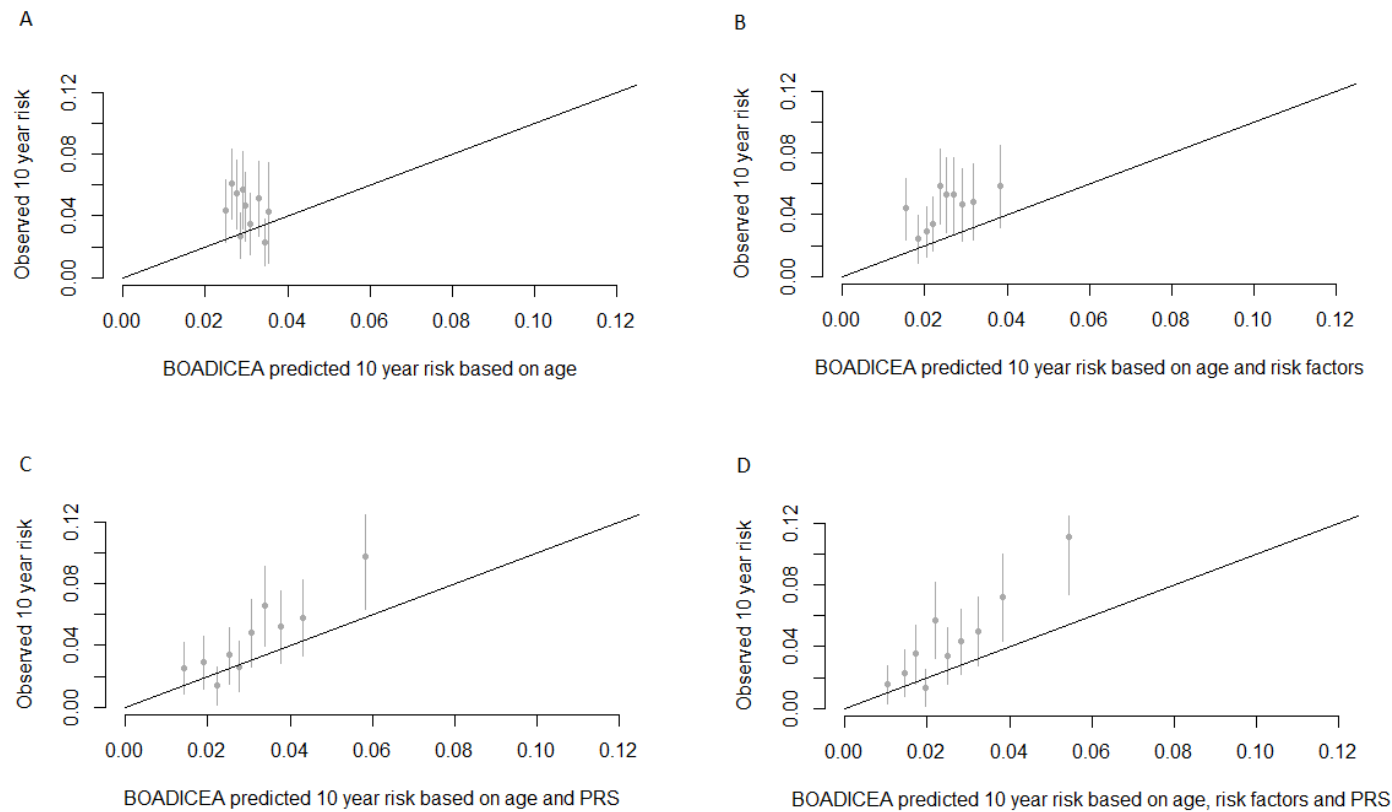 A
Observed 10 year risk
0.12
0.08
0.04
0.00
0.00 0.02 0.04 0.06 0.08 0.10 0.12
BOADICEA predicted 10 year risk based on age
B
Observed 10 year risk
0.12
0.08
0.04
0.00
0.00 0.02 0.04 0.06 0.08 0.10 0.12
BOADICEA predicted 10 year risk based on age and risk factors
C
Observed 10 year risk
0.12
0.08
0.04
0.00
0.00 0.02 0.04 0.06 0.08 0.10 0.12
BOADICEA predicted 10 year risk based on age and PRS
D
Observed 10 year risk
0.12
0.08
0.04
0.00
0.00 0.02 0.04 0.06 0.08 0.10 0.12
BOADICEA predicted 10 year risk based on age, risk factors and PRS